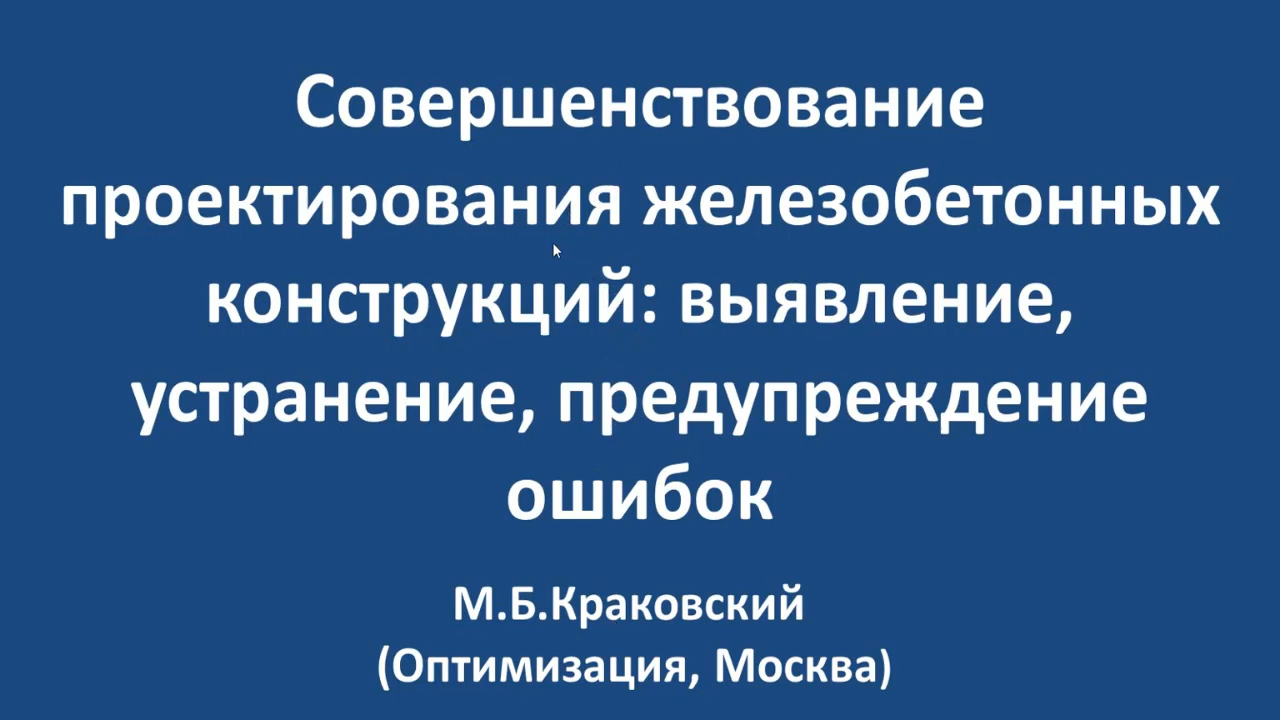 Совершенствование
проектирования железобетонных
конструкций: выявление,
устранение, предупреждение
ошибок
М.Б.Краковский
(Оптимизация, Москва)